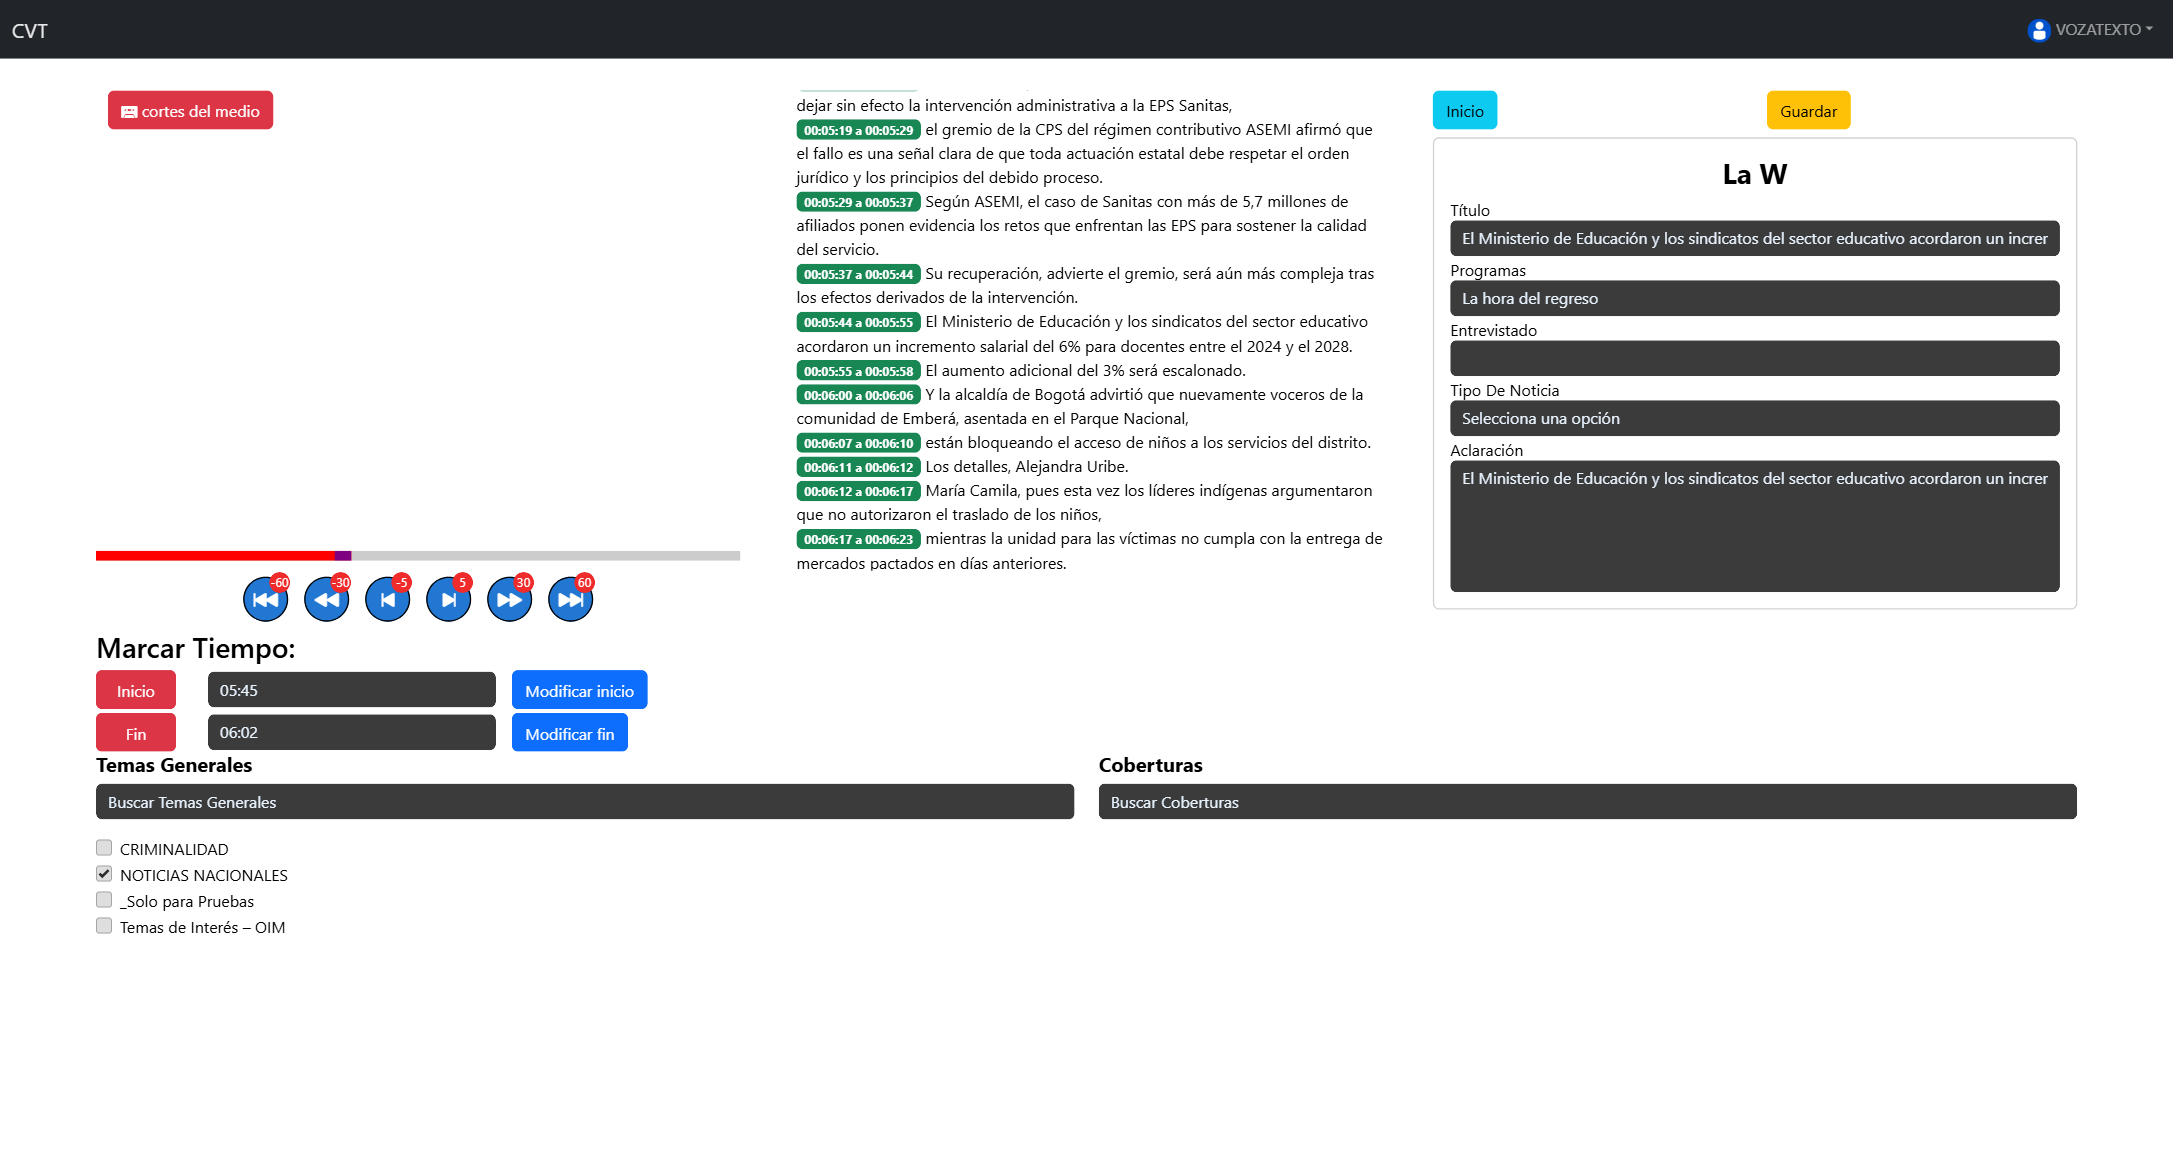 CVT
VOZATEXTO
cortes del medio
dejar sin efecto la intervención administrativa a la EPS Sanitas,
00:05:19 a 00:05:29 el gremio de la CPS del régimen contributivo ASEMI afirmó que
el fallo es una señal clara de que toda actuación estatal debe respetar el orden
jurídico y los principios del debido proceso.
00:05:29 a 00:05:37 Según ASEMI, el caso de Sanitas con más de 5,7 millones de
afiliados ponen evidencia los retos que enfrentan las EPS para sostener la calidad
del servicio.
00:05:37 a 00:05:44 Su recuperación, advierte el gremio, será aún más compleja tras
los efectos derivados de la intervención.
00:05:44 a 00:05:55 El Ministerio de Educación y los sindicatos del sector educativo
acordaron un incremento salarial del 6% para docentes entre el 2024 y el 2028.
00:05:55 a 00:05:58 El aumento adicional del 3% será escalonado.
00:06:00 a 00:06:06 Y la alcaldía de Bogotá advirtió que nuevamente voceros de la
comunidad de Emberá, asentada en el Parque Nacional,
00:06:07 a 00:06:10 están bloqueando el acceso de niños a los servicios del distrito.
00:06:11 a 00:06:12 Los detalles, Alejandra Uribe.
00:06:12 a 00:06:17 María Camila, pues esta vez los líderes indígenas argumentaron
que no autorizaron el traslado de los niños,
00:06:17 a 00:06:23 mientras la unidad para las víctimas no cumpla con la entrega de
mercados pactados en días anteriores.
Inicio
Guardar
La W
Título
El Ministerio de Educación y los sindicatos del sector educativo acordaron un increr
Programas
La hora del regreso
Entrevistado
Tipo De Noticia
Selecciona una opción
Aclaración
El Ministerio de Educación y los sindicatos del sector educativo acordaron un increr
-60
-30
-5
5
30
60
Marcar Tiempo:
Inicio
05:45
Modificar inicio
Fin
06:02
Modificar fin
Temas Generales
Buscar Temas Generales
CRIMINALIDAD
NOTICIAS NACIONALES
_Solo para Pruebas
Temas de Interés – OIM
Coberturas
Buscar Coberturas